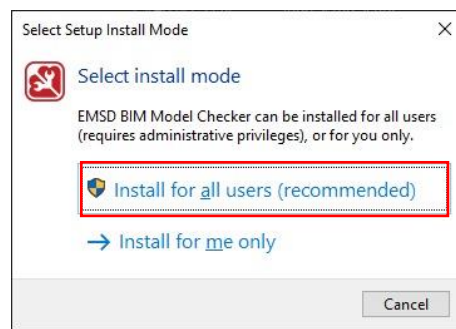 Select Setup Install Mode
Select install mode
EMSD BIM Model Checker can be installed for all users
(requires administrative privileges), or for you only.
Install for all users (recommended)
Install for me only
Cancel